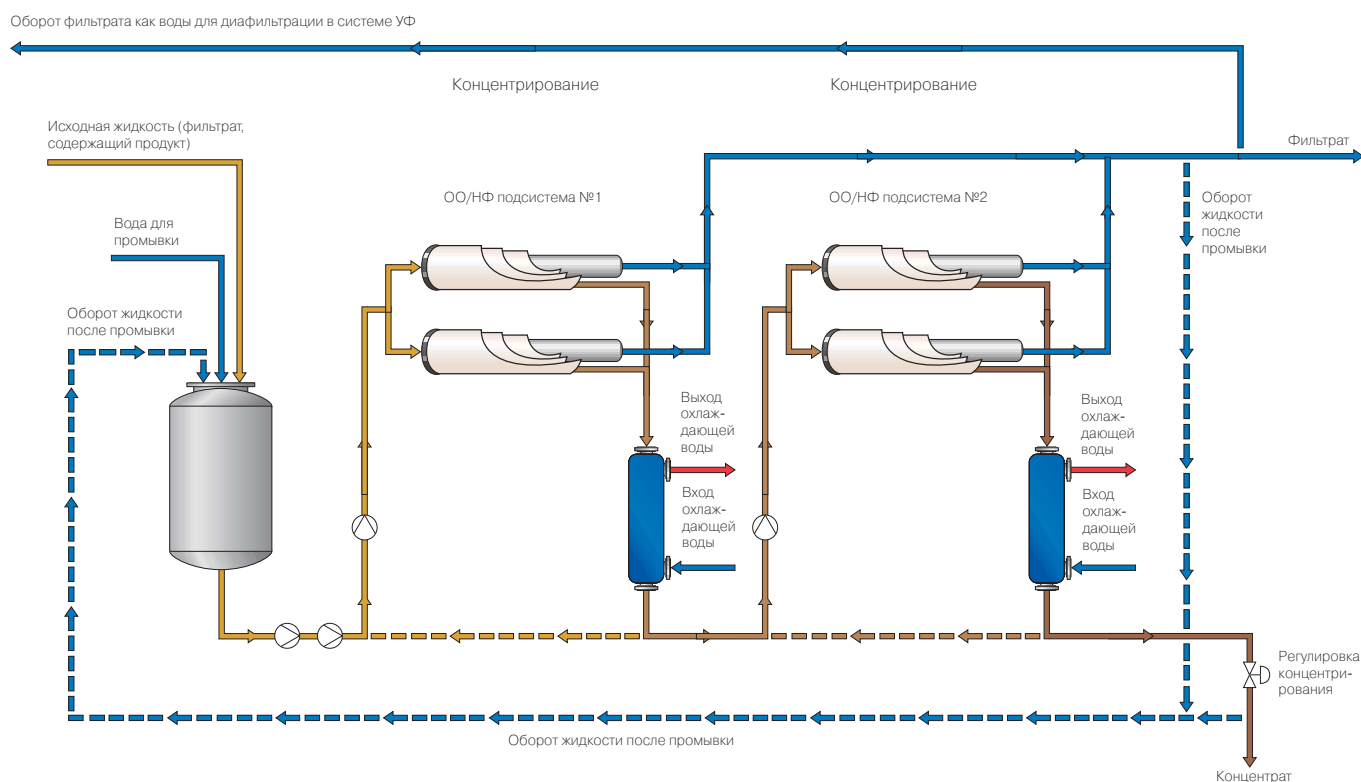 Оборот фильтрата как воды для диафильтрации в системе УФ
Концентрирование
Концентрирование
Исходная жидкость (фильтрат,
содержащий продукт)
Фильтрат
ОО/НФ подсистема №1
ОО/НФ подсистема №2
Оборот
жидкости
после
промывки
Вода для
промывки
Оборот жидкости
после промывки
Выход
охлаж-
дающей
воды
Выход
охлаж-
дающей
воды
Вход
охлаж-
дающей
воды
Вход
охлаж-
дающей
воды
Регулировка
концентри-
рования
Оборот жидкости после промывки
Концентрат